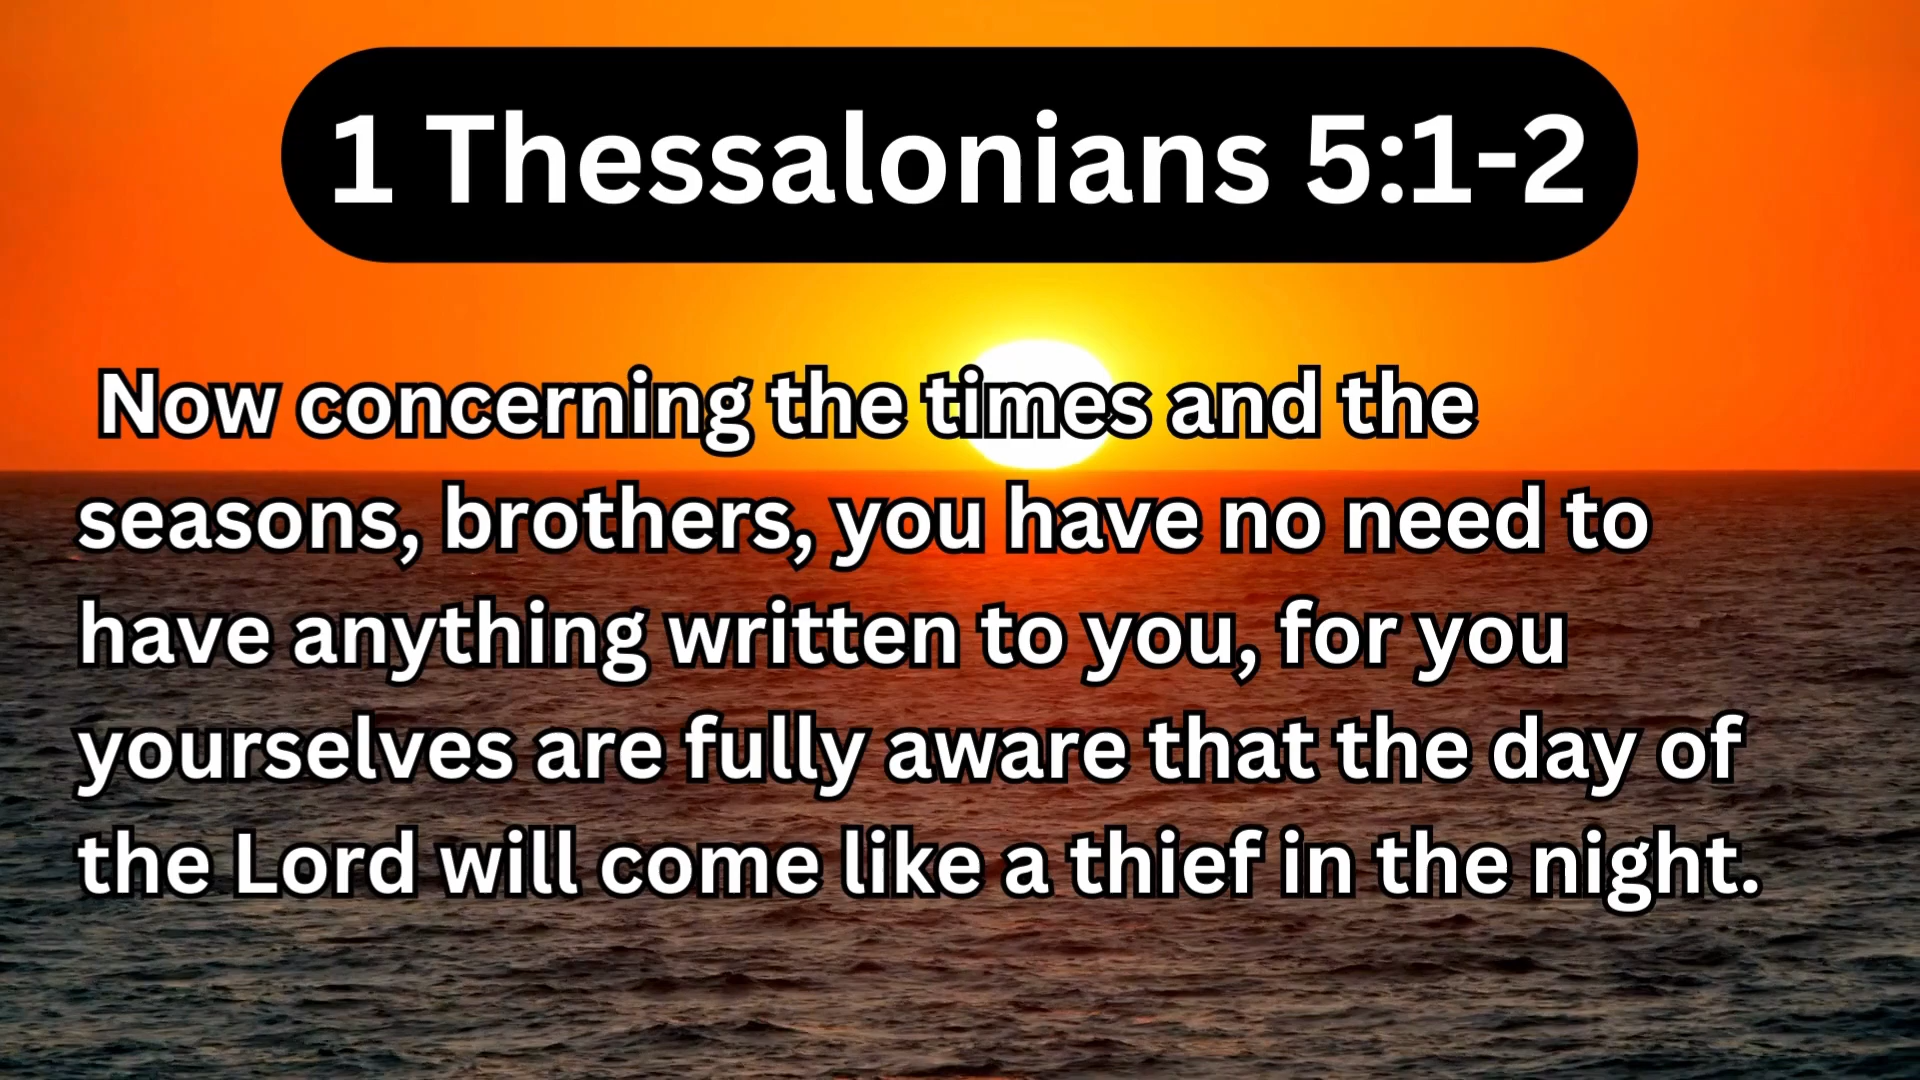 1 Thessalonians 5:1-2
Now concerning the times and the
seasons, brothers, you have no need to
have anything written to you, for you
yourselves are fully aware that the day of
the Lord will come like a thief in the night.